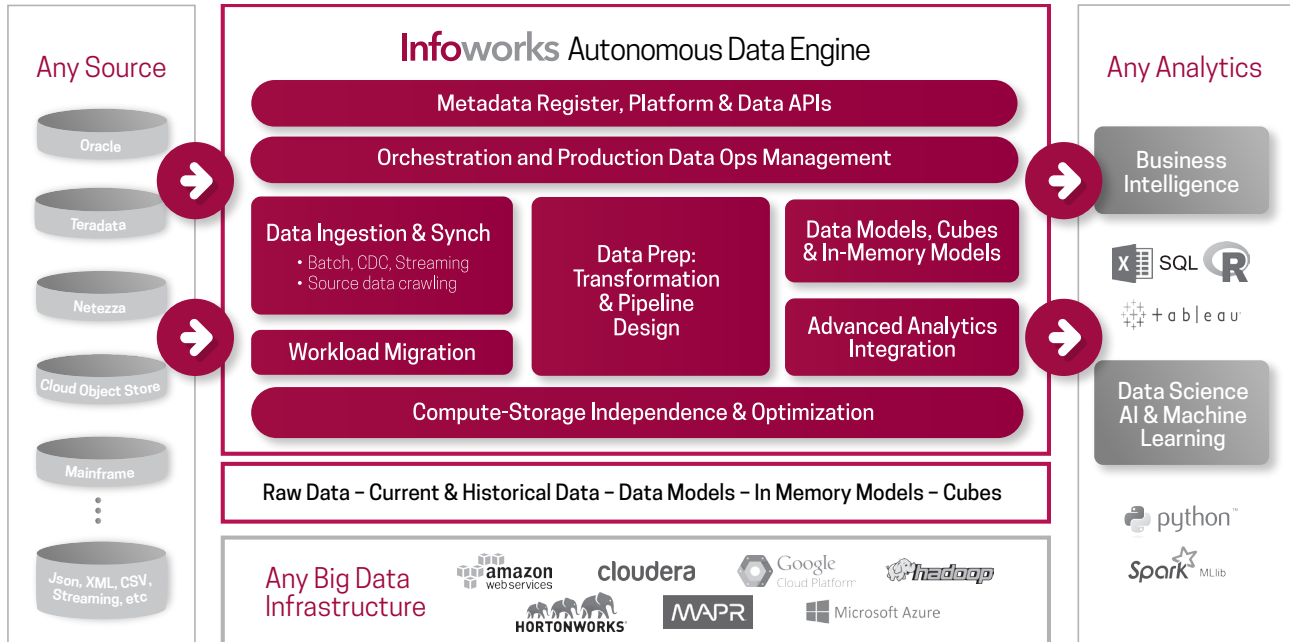 Any Source
Oracle
Teradata
Netezza
Cloud Object Store
Mainframe
Json, XML, CSV,
Streaming, etc
Infoworks Autonomous Data Engine
Metadata Register, Platform & Data APIs
Orchestration and Production Data Ops Management
Data Ingestion & Synch
• Batch, CDC, Streaming
• Source data crawling
Workload Migration
Data Prep:
Transformation
& Pipeline
Design
Data Models, Cubes
& In-Memory Models
Advanced Analytics
Integration
Compute-Storage Independence & Optimization
Raw Data – Current & Historical Data – Data Models – In Memory Models – Cubes
Any Big Data
Infrastructure
amazon
webservices
cloudera
Google
Cloud Platform
hadoop
HORTONWORKS
MAPR
Microsoft Azure
Any Analytics
Business
Intelligence
X SQL R
+ableau
Data Science
AI & Machine
Learning
python™
Spark MLlib